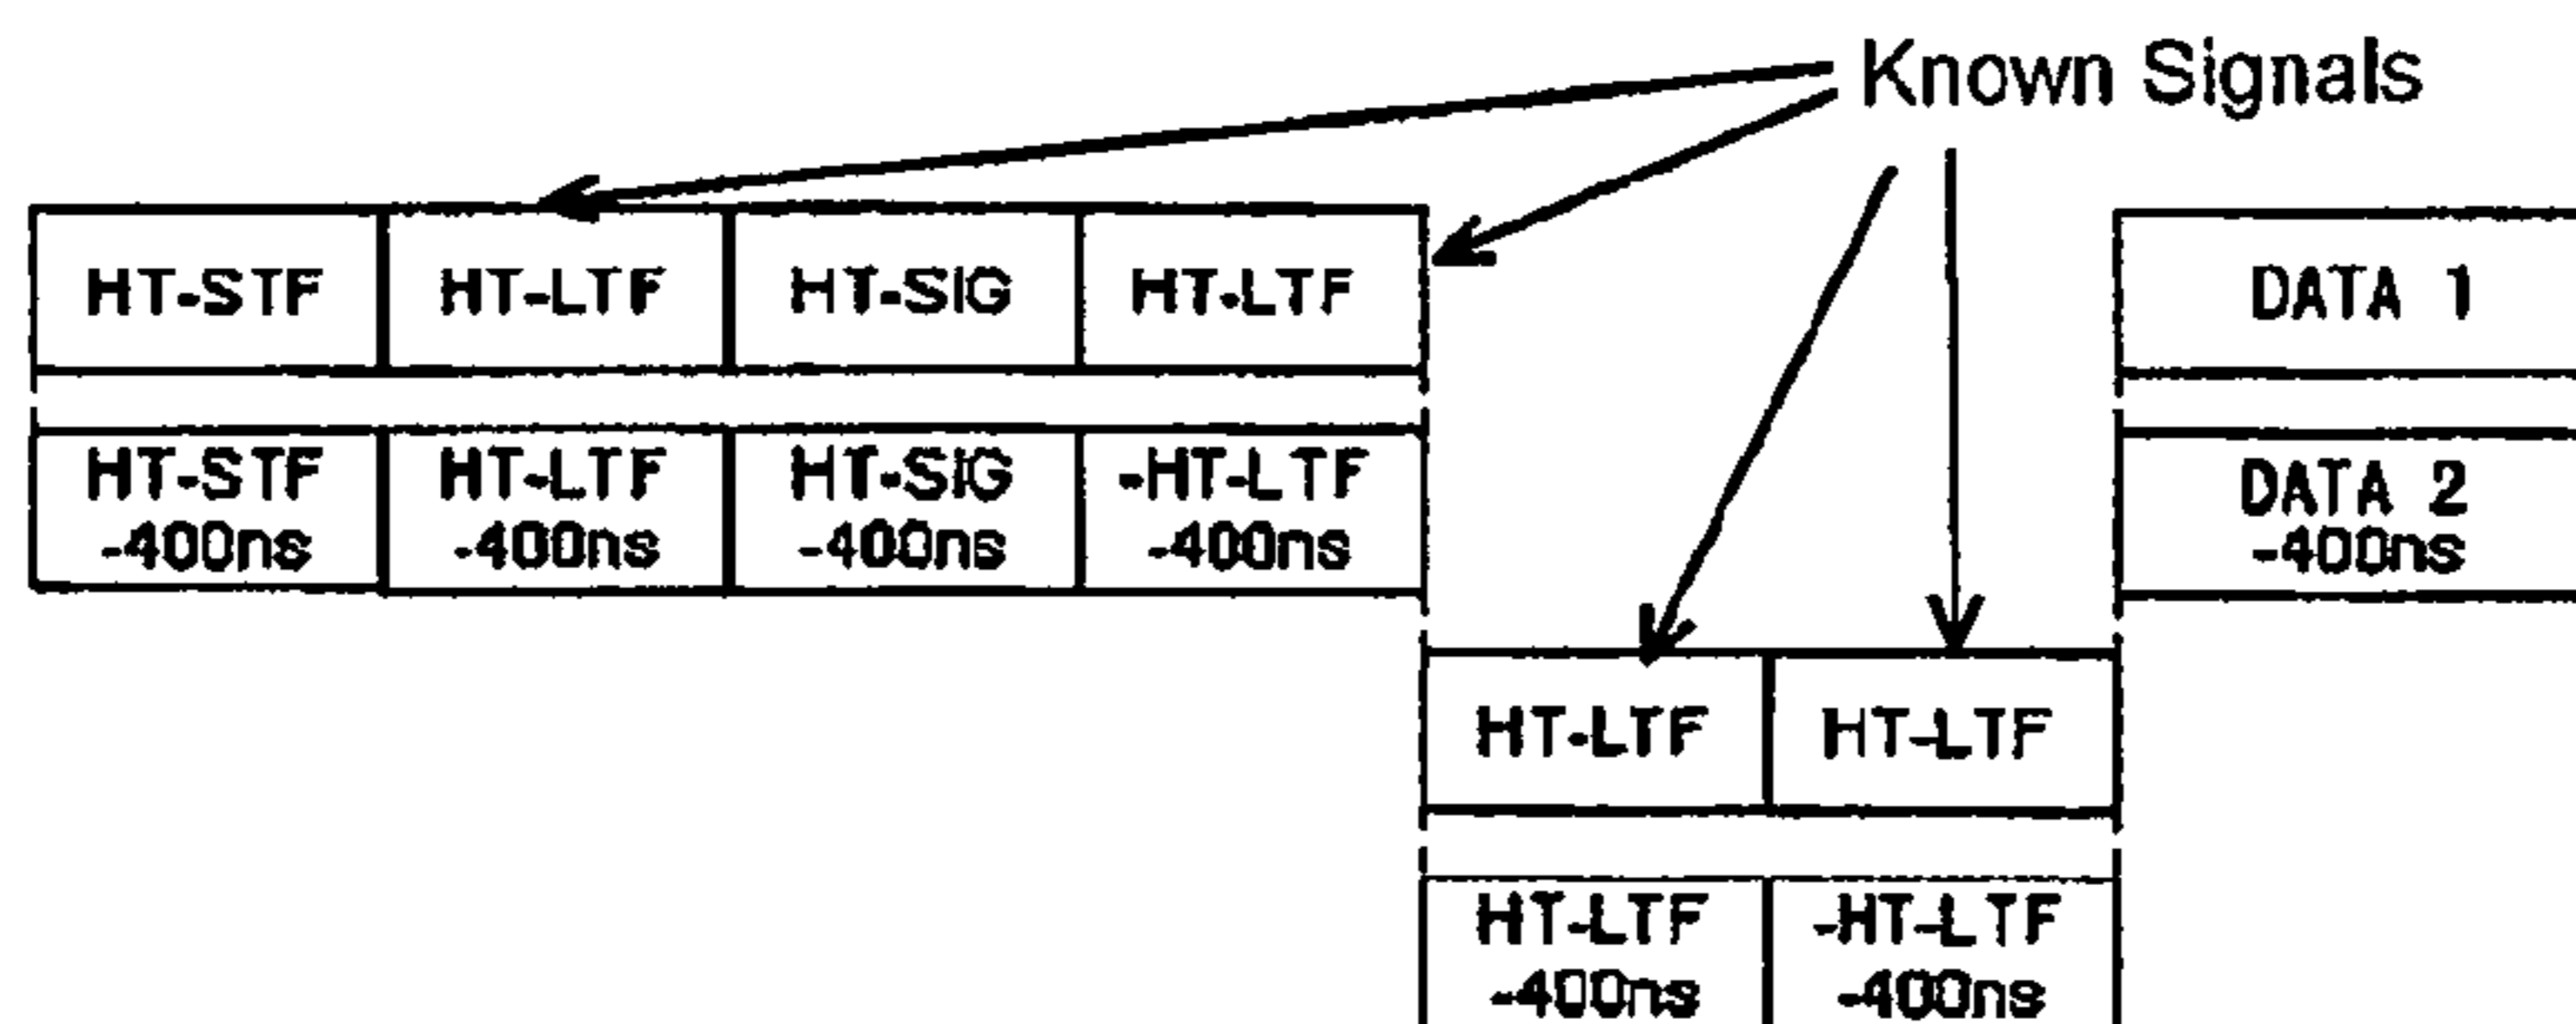 Known Signals
HT-STF HT-LTF HT-SIG HT-LTF DATA 1
HT-STF HT-LTF HT-SIG -HT-LTF DATA 2
-400ns -400ns -400ns -400ns -400ns
HT-LTF HT-LTF
HT-LTF -HT-LTF
-400ns -400ns